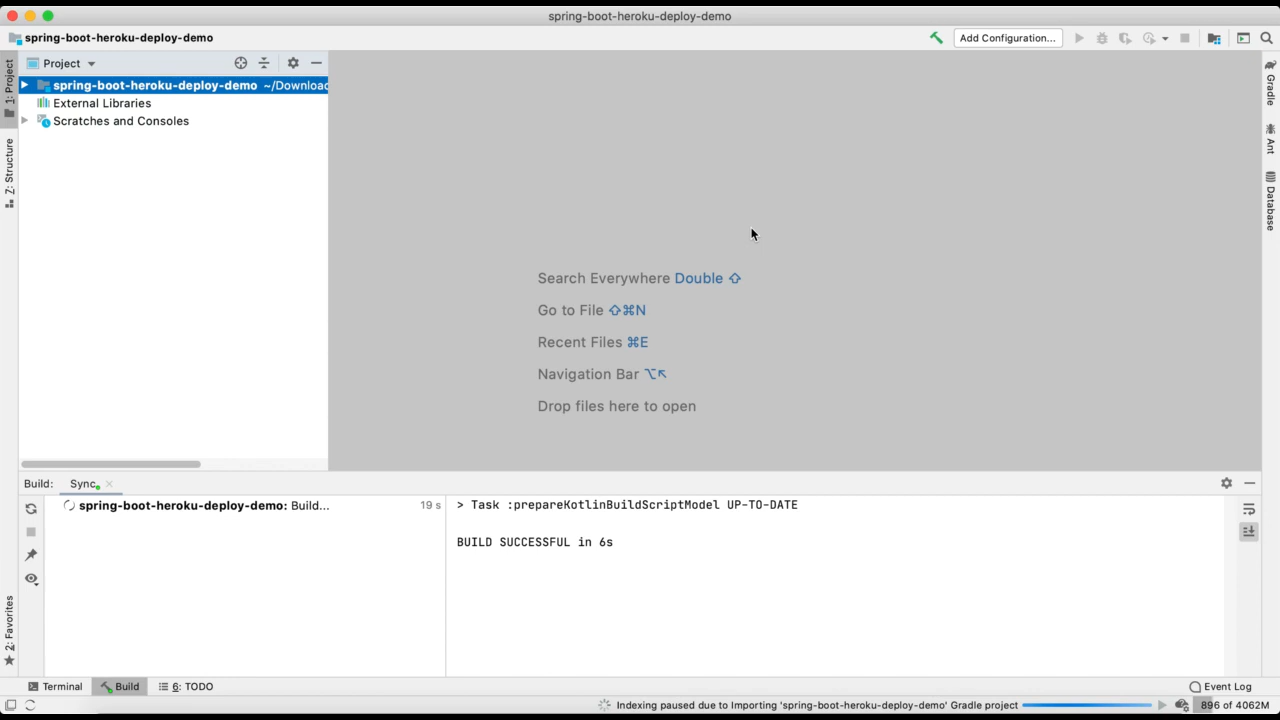 spring-boot-heroku-deploy-demo
spring-boot-heroku-deploy-demo
Add Configuration...
1: Project
Z: Structure
2: Favorites
Project
spring-boot-heroku-deploy-demo ~/Downloac
External Libraries
Scratches and Consoles
Search Everywhere Double ⇧
Go to File ⇧⌘N
Recent Files ⌘E
Navigation Bar ⌥↖
Drop files here to open
Gradle
Ant
Database
Build: Sync
spring-boot-heroku-deploy-demo: Build... 19 s
> Task :prepareKotlinBuildScriptModel UP-TO-DATE
BUILD SUCCESSFUL in 6s
Terminal Build 6: TODO Event Log
Indexing paused due to Importing 'spring-boot-heroku-deploy-demo' Gradle project 896 of 4062M